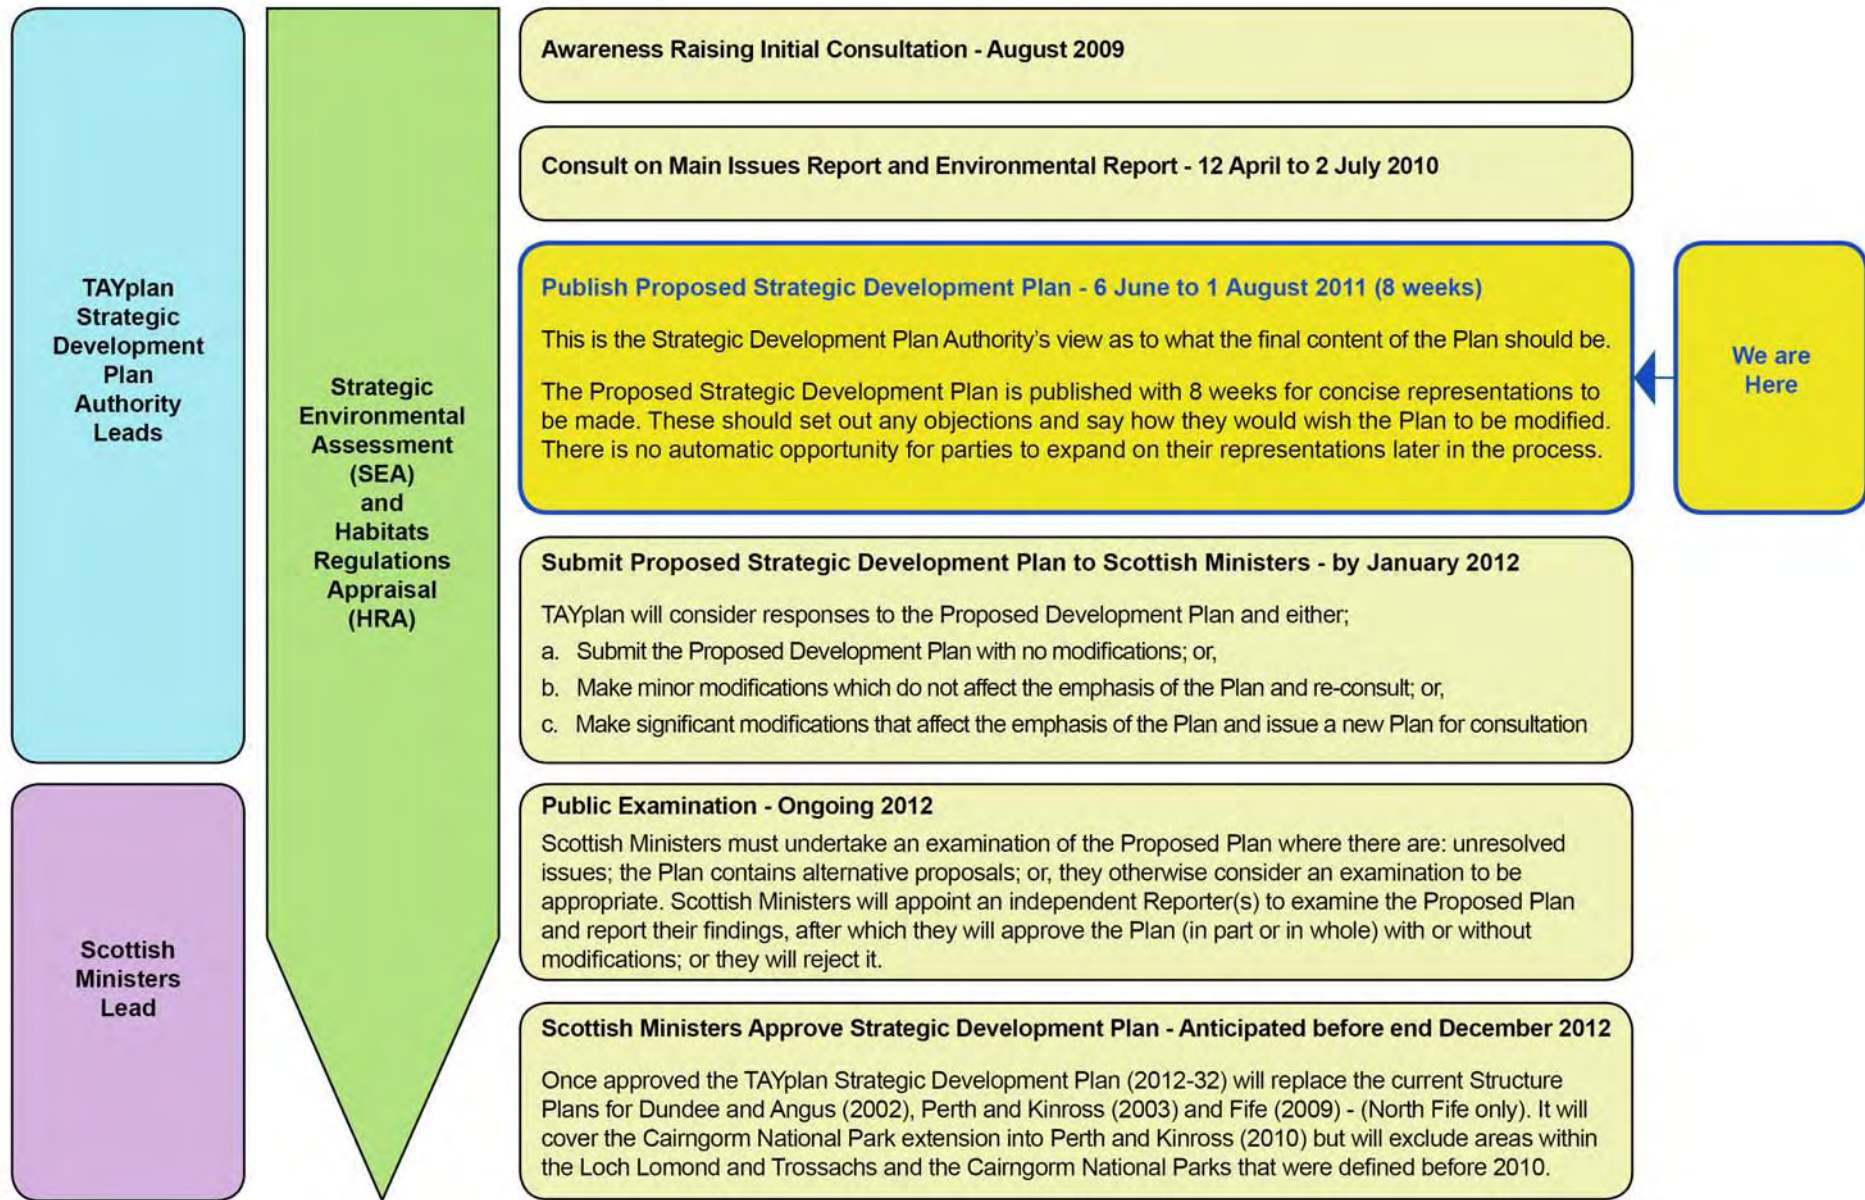 TAYplan
Strategic
Development
Plan
Authority
Leads
Scottish
Ministers
Lead
Strategic
Environmental
Assessment
(SEA)
and
Habitats
Regulations
Appraisal
(HRA)
Awareness Raising Initial Consultation - August 2009
Consult on Main Issues Report and Environmental Report - 12 April to 2 July 2010
Publish Proposed Strategic Development Plan - 6 June to 1 August 2011 (8 weeks)
This is the Strategic Development Plan Authority's view as to what the final content of the Plan should be.
The Proposed Strategic Development Plan is published with 8 weeks for concise representations to
be made. These should set out any objections and say how they would wish the Plan to be modified.
There is no automatic opportunity for parties to expand on their representations later in the process.
We are
Here
Submit Proposed Strategic Development Plan to Scottish Ministers - by January 2012
TAYplan will consider responses to the Proposed Development Plan and either;
a. Submit the Proposed Development Plan with no modifications; or,
b. Make minor modifications which do not affect the emphasis of the Plan and re-consult; or,
c. Make significant modifications that affect the emphasis of the Plan and issue a new Plan for consultation
Public Examination - Ongoing 2012
Scottish Ministers must undertake an examination of the Proposed Plan where there are: unresolved
issues; the Plan contains alternative proposals; or, they otherwise consider an examination to be
appropriate. Scottish Ministers will appoint an independent Reporter(s) to examine the Proposed Plan
and report their findings, after which they will approve the Plan (in part or in whole) with or without
modifications; or they will reject it.
Scottish Ministers Approve Strategic Development Plan - Anticipated before end December 2012
Once approved the TAYplan Strategic Development Plan (2012-32) will replace the current Structure
Plans for Dundee and Angus (2002), Perth and Kinross (2003) and Fife (2009) - (North Fife only). It will
cover the Cairngorm National Park extension into Perth and Kinross (2010) but will exclude areas within
the Loch Lomond and Trossachs and the Cairngorm National Parks that were defined before 2010.